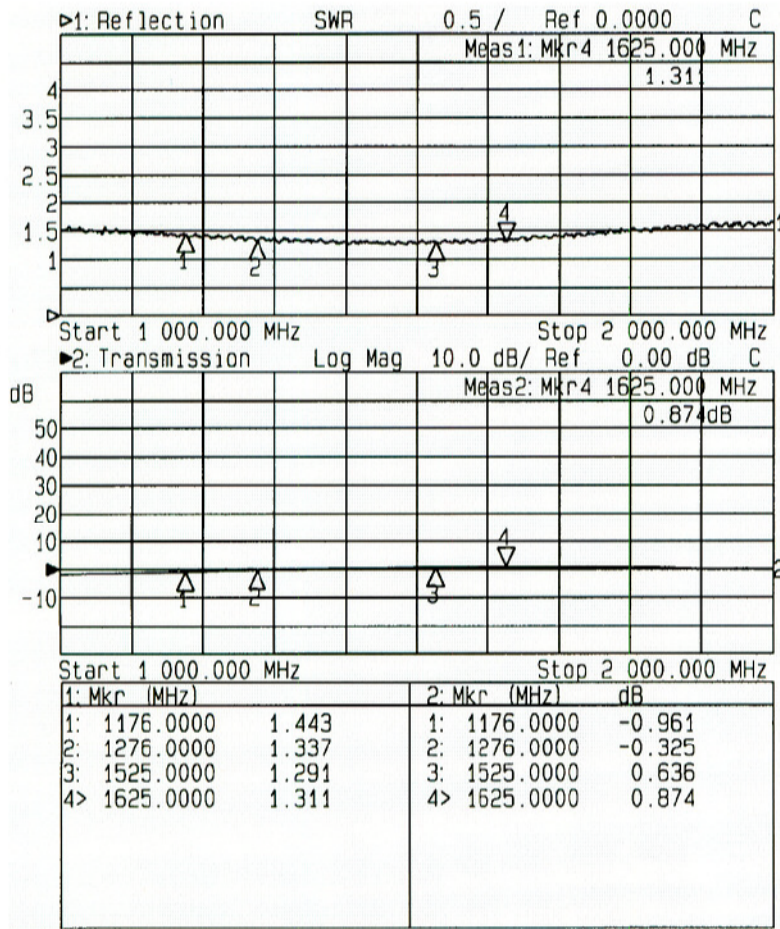 ▷1: Reflection SWR 0.5 / Ref 0.0000 C
Meas1: Mkr4 1625.000 MHz
1.311
4
3.5
3
2.5
2
1.5
1
4
1
1
2
3
Start 1 000.000 MHz Stop 2 000.000 MHz
▶2: Transmission Log Mag 10.0 dB/ Ref 0.00 dB C
dB
Meas2: Mkr4 1625.000 MHz
0.874dB
50
40
30
20
10
-10
4
2
1
2
3
Start 1 000.000 MHz Stop 2 000.000 MHz
1: Mkr (MHz) 2: Mkr (MHz) dB
1: 1176.0000 1.443 1: 1176.0000 -0.961
2: 1276.0000 1.337 2: 1276.0000 -0.325
3: 1525.0000 1.291 3: 1525.0000 0.636
4> 1625.0000 1.311 4> 1625.0000 0.874